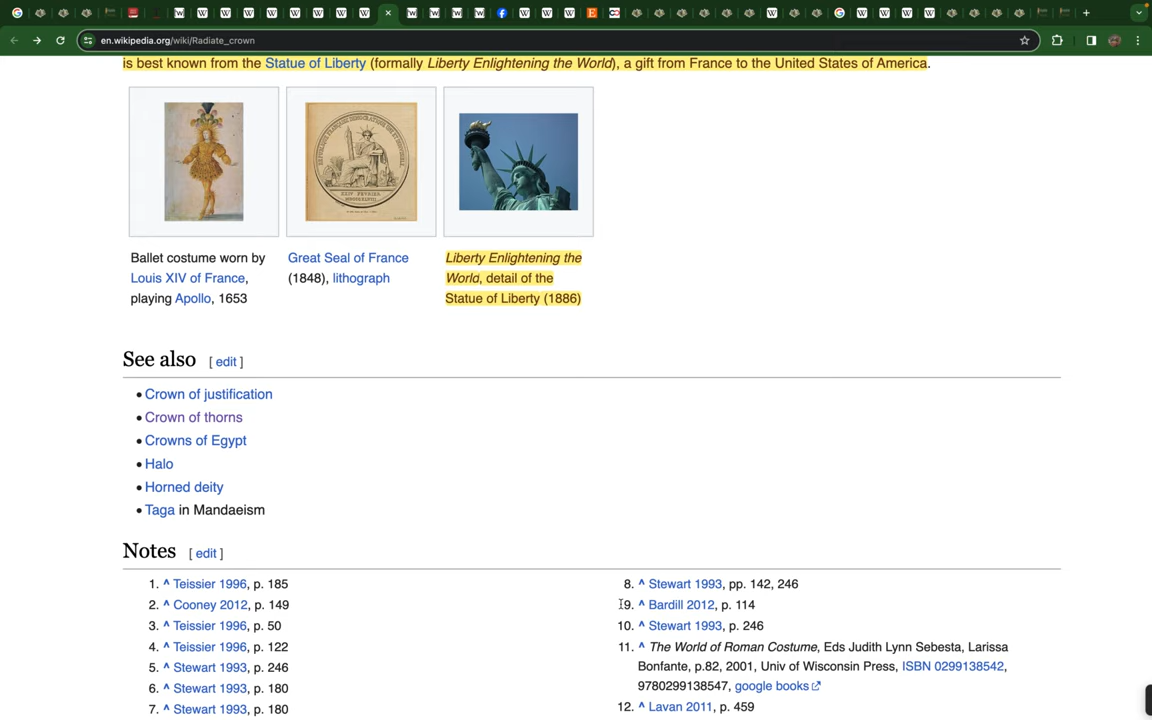 en.wikipedia.org/wiki/Radiate_crown
is best known from the Statue of Liberty (formally Liberty Enlightening the World), a gift from France to the United States of America.
Ballet costume worn by
Louis XIV of France,
playing Apollo, 1653
Great Seal of France
(1848), lithograph
Liberty Enlightening the
World, detail of the
Statue of Liberty (1886)
See also [ edit ]
• Crown of justification
• Crown of thorns
• Crowns of Egypt
• Halo
• Horned deity
• Taga in Mandaeism
Notes [ edit ]
1. ^ Teissier 1996, p. 185
2. ^ Cooney 2012, p. 149
3. ^ Teissier 1996, p. 50
4. ^ Teissier 1996, p. 122
5. ^ Stewart 1993, p. 246
6. ^ Stewart 1993, p. 180
7. ^ Stewart 1993, p. 180
8. ^ Stewart 1993, pp. 142, 246
9. ^ Bardill 2012, p. 114
10. ^ Stewart 1993, p. 246
11. ^ The World of Roman Costume, Eds Judith Lynn Sebesta, Larissa
Bonfante, p.82, 2001, Univ of Wisconsin Press, ISBN 0299138542,
9780299138547, google books
12. ^ Lavan 2011, p. 459